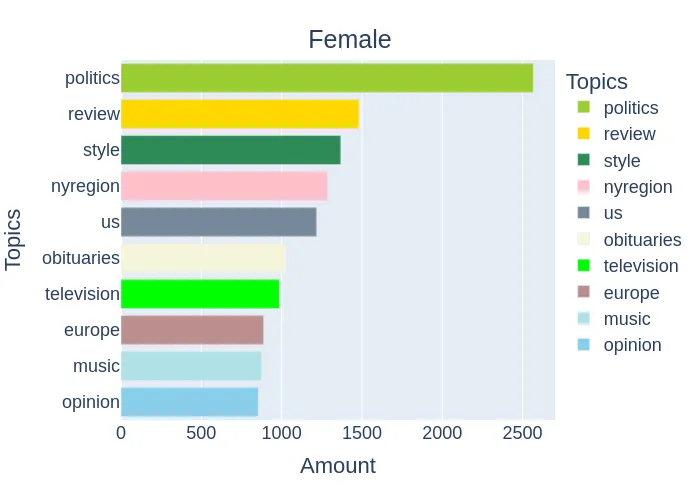 Female
Topics
politics
review
style
nyregion
us
obituaries
television
europe
music
opinion
0 500 1000 1500 2000 2500
Amount
Topics
politics
review
style
nyregion
us
obituaries
television
europe
music
opinion